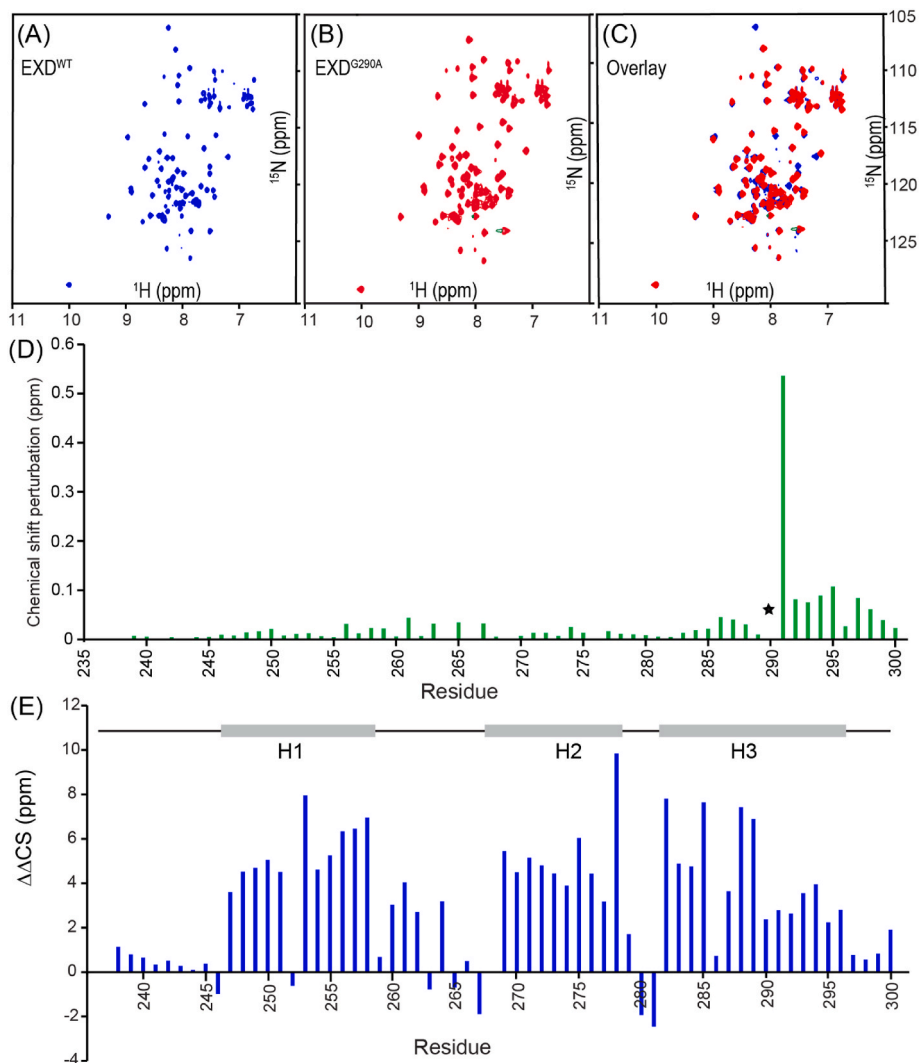 (A)
EXDWT
(B)
EXDG290A
(C)
Overlay
105
110
115
120
125
15N (ppm)
15N (ppm)
15N (ppm)
1H (ppm)
1H (ppm)
1H (ppm)
11 10 9 8 7
11 10 9 8 7
11 10 9 8 7
(D)
Chemical shift perturbation (ppm)
0.6
0.5
0.4
0.3
0.2
0.1
0
★
235 240 245 250 255 260 265 270 275 280 285 290 295 300
Residue
(E)
ΔΔCS (ppm)
12
10
8
6
4
2
0
-2
-4
H1 H2 H3
240 245 250 255 260 265 270 275 280 285 290 295 300
Residue